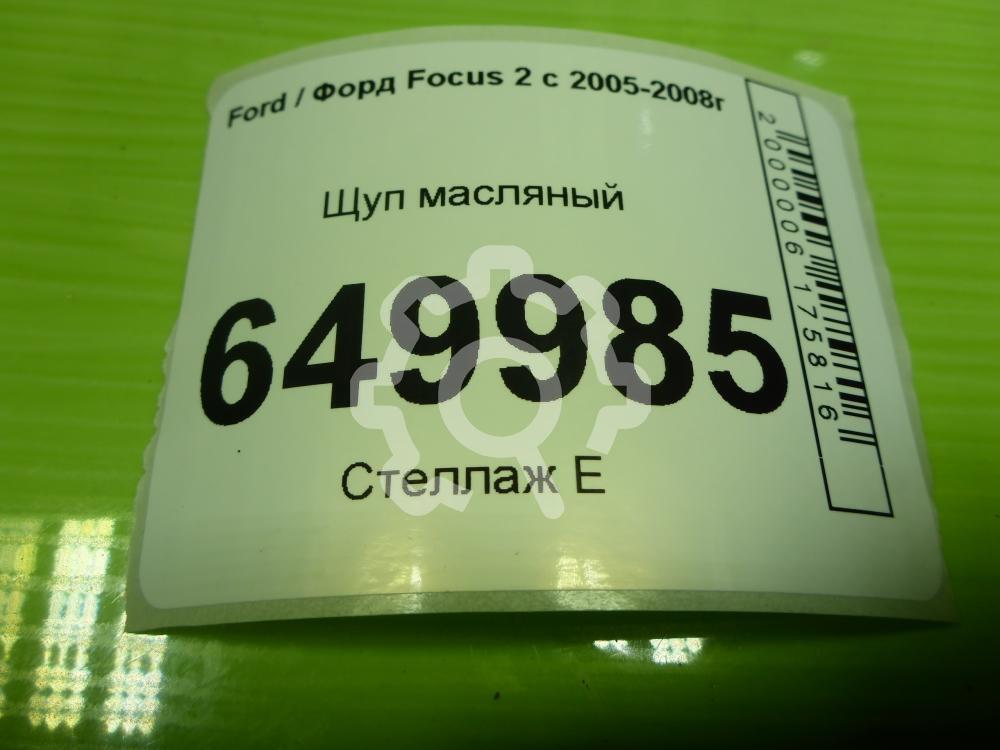 Ford / Форд Focus 2 с 2005-2008г
Щуп масляный
649985
Стеллаж Е
2000006175816